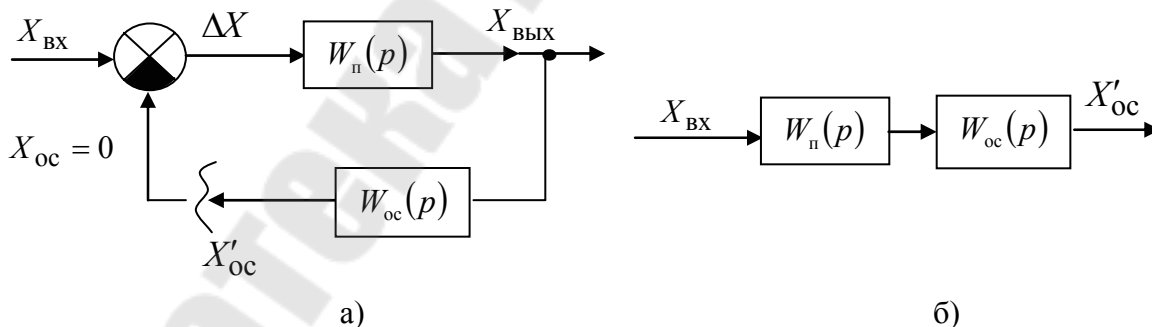 X_вх
ΔX
W_п(p)
X_вых
X_ос = 0
W_ос(p)
X'_ос
а)
X_вх
W_п(p)
W_ос(p)
X'_ос
б)